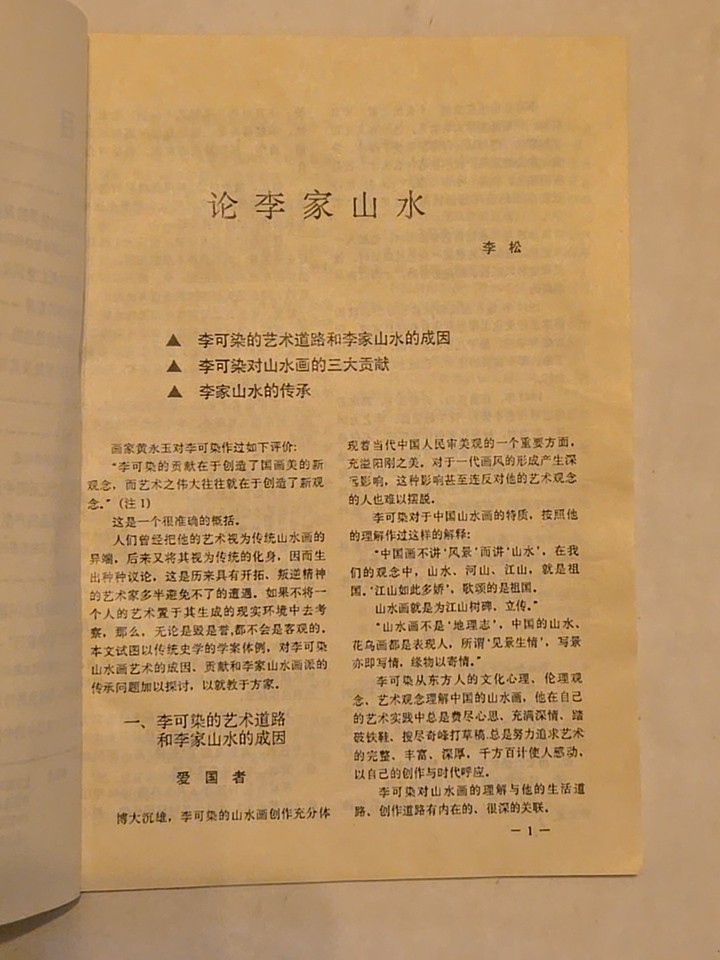 论李家山水
李松
▲ 李可染的艺术道路和李家山水的成因
▲ 李可染对山水画的三大贡献
▲ 李家山水的传承
画家黄永玉对李可染作过如下评价:
“李可染的贡献在于创造了国画美的新
观念，而艺术之伟大往往就在于创造了新观
念。”(注1)
这是一个很准确的概括。
人们曾经把他的艺术视为传统山水画的
异端，后来又将其视为传统的化身，因而生
出种种议论，这是历来具有开拓、叛逆精神
的艺术家多半避免不了的遭遇。如果不将一
个人的艺术置于其生成的现实环境中去考
察，那么，无论是毁是誉，都不会是客观的。
本文试图以传统史学的学案体例，对李可染
山水画艺术的成因、贡献和李家山水画派的
传承问题加以探讨，以就教于方家。
一、李可染的艺术道路
和李家山水的成因
爱国者
博大沉雄，李可染的山水画创作充分体
现着当代中国人民审美观的一个重要方面，
充溢阳刚之美。对于一代画风的形成产生深
远影响，这种影响甚至连反对他的艺术观念
的人也难以摆脱。
李可染对于中国山水画的特质，按照他
的理解作过这样的解释:
“中国画不讲‘风景’而讲‘山水’，在我
们的观念中，山水、河山、江山，就是祖
国。‘江山如此多娇’，歌颂的是祖国。
山水画就是为江山树碑、立传。”
“山水画不是‘地理志’，中国的山水、
花鸟画都是表现人，所谓‘见景生情’，写景
亦即写情，缘物以寄情。”
李可染从东方人的文化心理、伦理观
念、艺术观念理解中国的山水画，他在自己
的艺术实践中总是费尽心思、充满深情、踏
破铁鞋、搜尽奇峰打草稿.总是努力追求艺术
的完整、丰富、深厚，千方百计使人感动，
以自己的创作与时代呼应。
李可染对山水画的理解与他的生活道
路、创作道路有内在的、很深的关联。
—1—